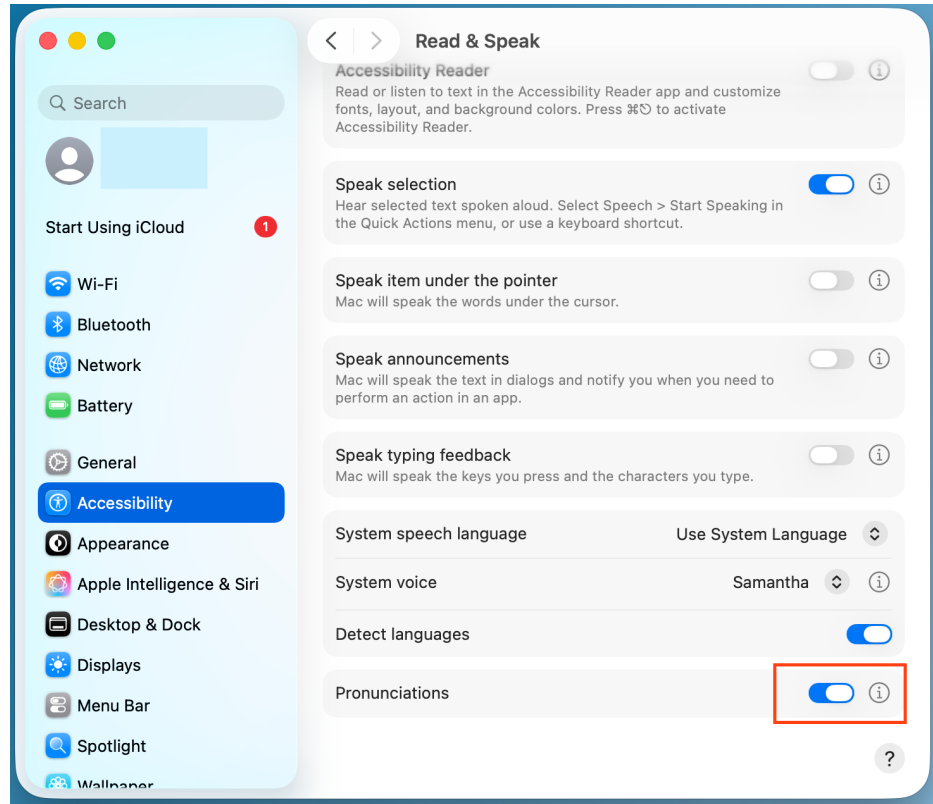 Read & Speak
Search
Start Using iCloud
1
Wi-Fi
Bluetooth
Network
Battery
General
Accessibility
Appearance
Apple Intelligence & Siri
Desktop & Dock
Displays
Menu Bar
Spotlight
Wallpaper
Accessibility Reader
Read or listen to text in the Accessibility Reader app and customize
fonts, layout, and background colors. Press ⌘⎋ to activate
Accessibility Reader.
Speak selection
Hear selected text spoken aloud. Select Speech > Start Speaking in
the Quick Actions menu, or use a keyboard shortcut.
Speak item under the pointer
Mac will speak the words under the cursor.
Speak announcements
Mac will speak the text in dialogs and notify you when you need to
perform an action in an app.
Speak typing feedback
Mac will speak the keys you press and the characters you type.
System speech language Use System Language
System voice Samantha
Detect languages
Pronunciations
?